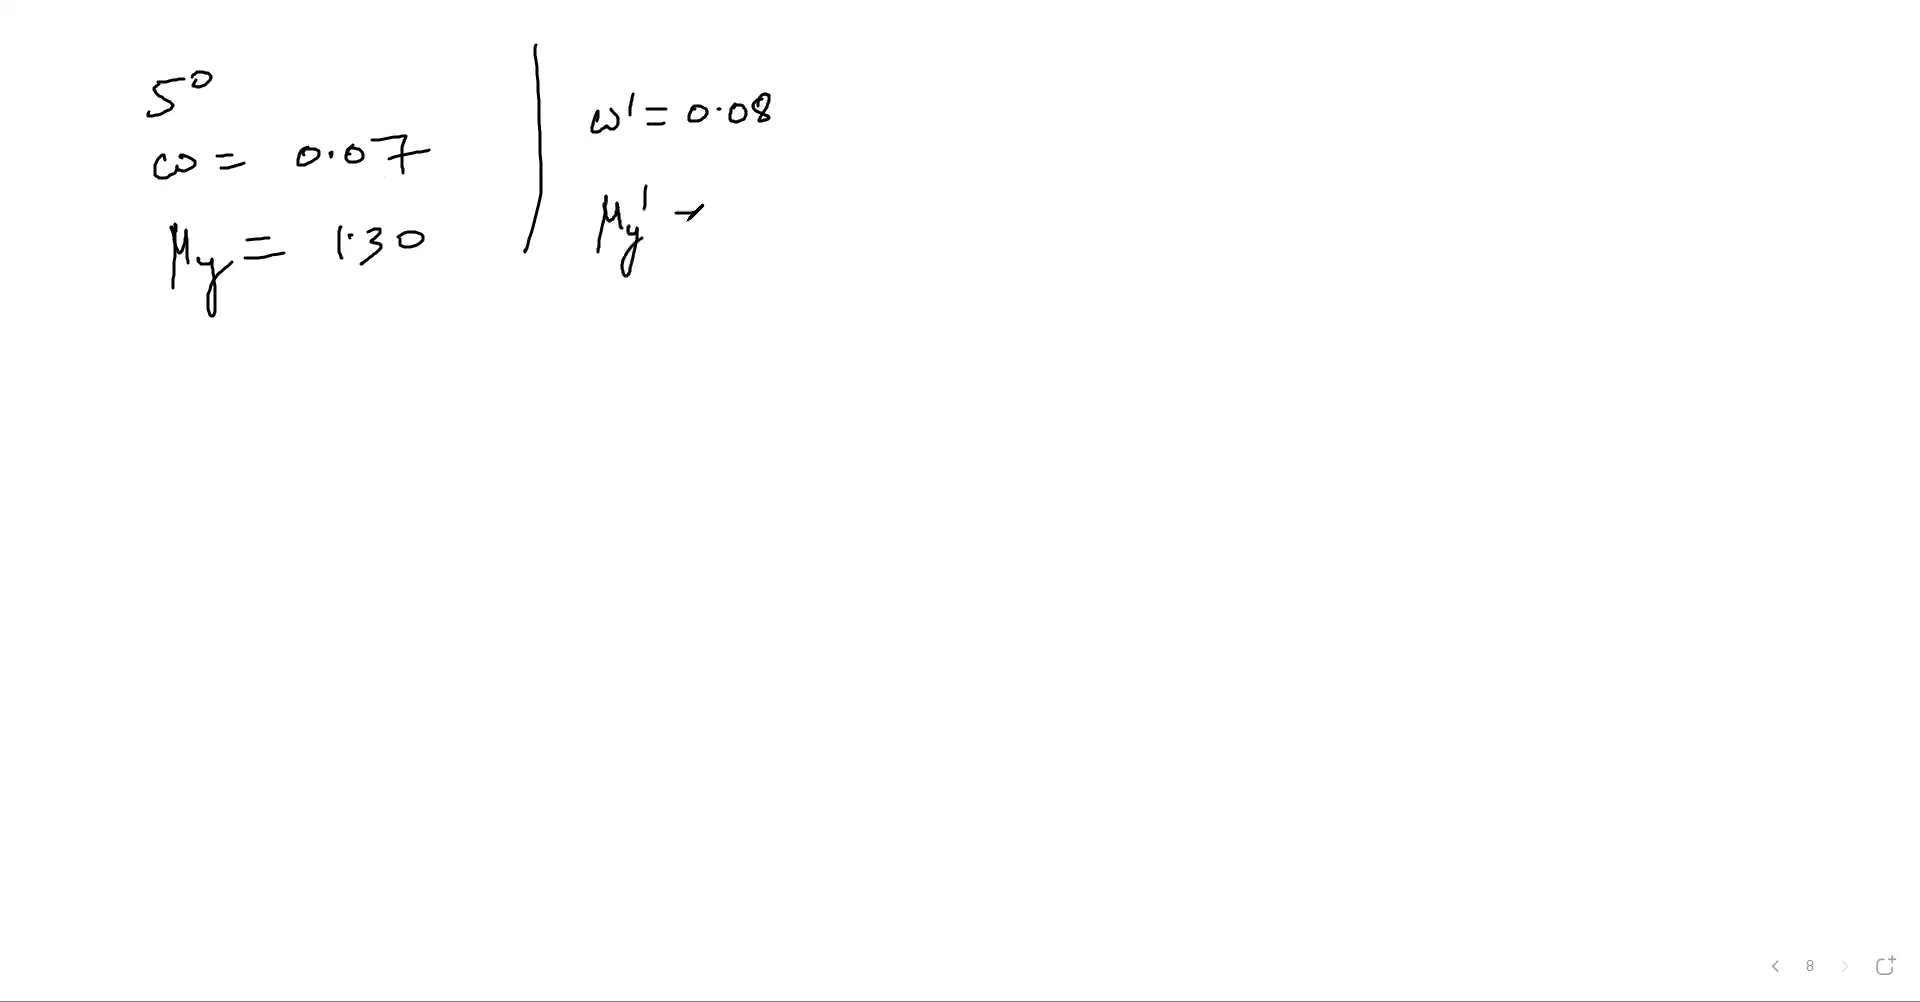 5°
ω = 0.07
μy = 1.30
ω' = 0.08
μy'
8